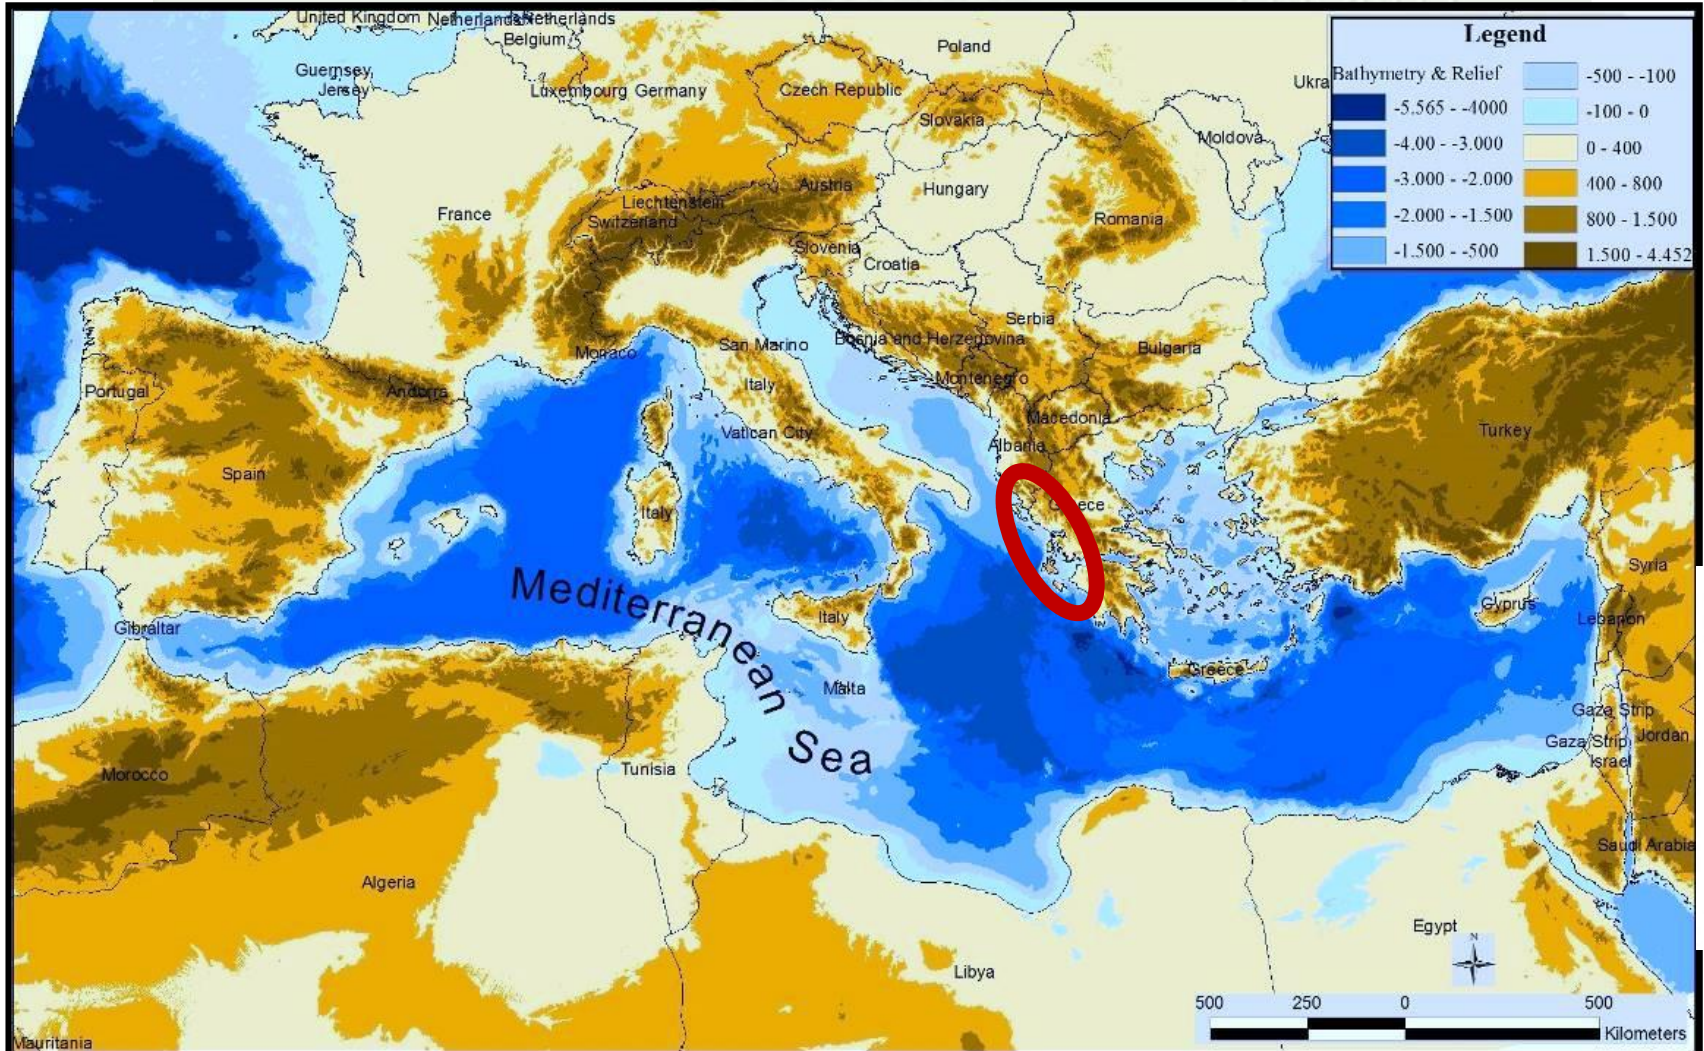 United Kingdom
Netherlands
Netherlands
Belgium
Poland
Guernsey
Jersey
Luxembourg
Germany
Czech Republic
Ukra
Slovakia
Moldova
Austria
Hungary
Liechtenstein
Switzerland
France
Romania
Slovenia
Croatia
Serbia
Bosnia and Herzegovina
San Marino
Monaco
Bulgaria
Montenegro
Italy
Portugal
Andorra
Macedonia
Vatican City
Albania
Turkey
Spain
Italy
Greece
Syria
Mediterranean Sea
Italy
Cyprus
Lebanon
Gibraltar
Greece
Malta
Gaza Strip
Jordan
Gaza Strip
Israel
Morocco
Tunisia
Saudi Arabia
Algeria
Egypt
Libya
Mauritania
Legend
Bathymetry & Relief
-5.565 - -4000
-4.00 - -3.000
-3.000 - -2.000
-2.000 - -1.500
-1.500 - -500
-500 - -100
-100 - 0
0 - 400
400 - 800
800 - 1.500
1.500 - 4.452
N
500 250 0 500
Kilometers